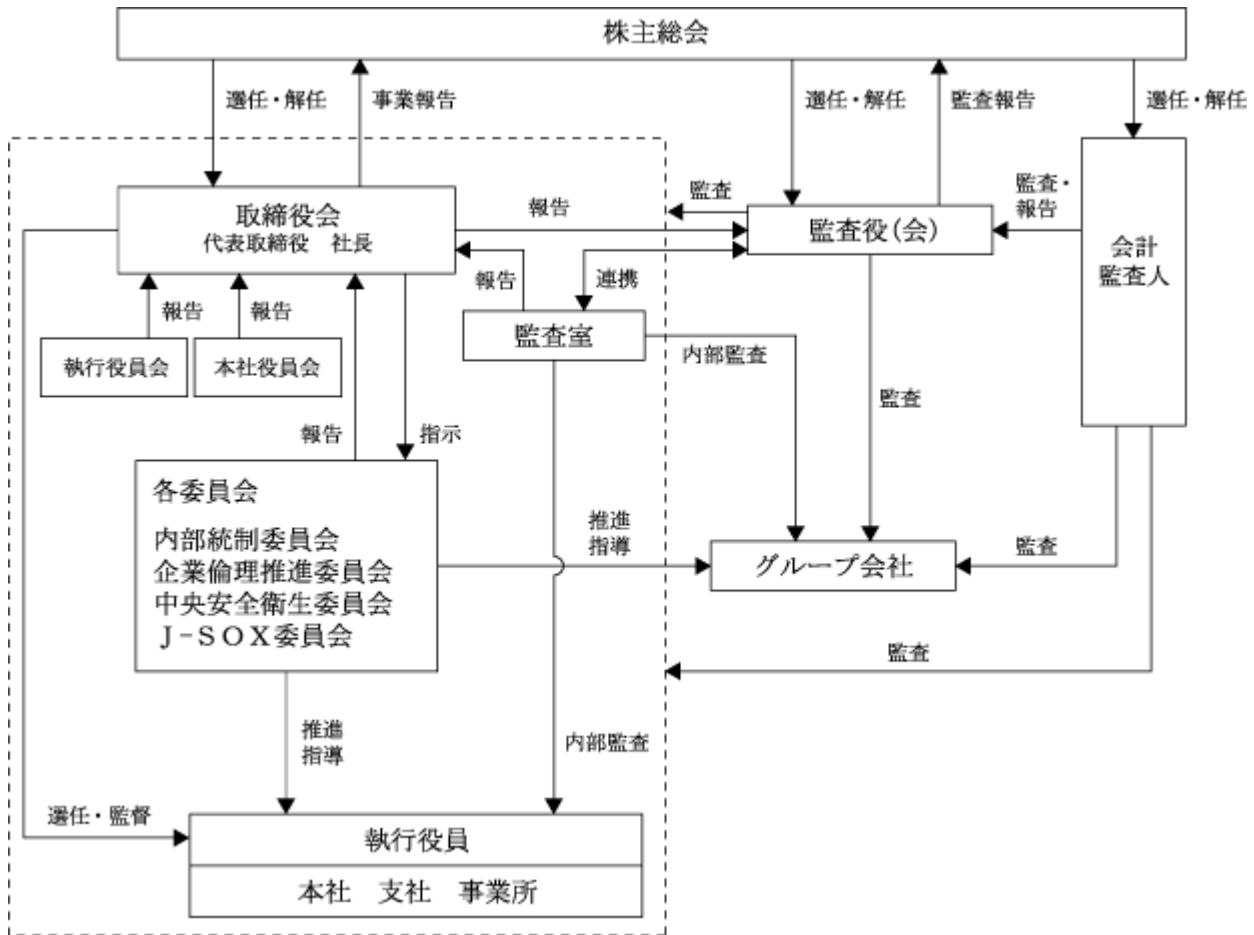 株主総会
選任・解任
事業報告
選任・解任
監査報告
選任・解任
取締役会
代表取締役 社長
報告
監査
監査役(会)
監査・
報告
会計
監査人
報告
連携
報告
報告
監査室
執行役員会
本社役員会
内部監査
監査
報告
指示
各委員会
内部統制委員会
企業倫理推進委員会
中央安全衛生委員会
J-SOX委員会
推進
指導
グループ会社
監査
監査
推進
指導
内部監査
選任・監督
執行役員
本社 支社 事業所